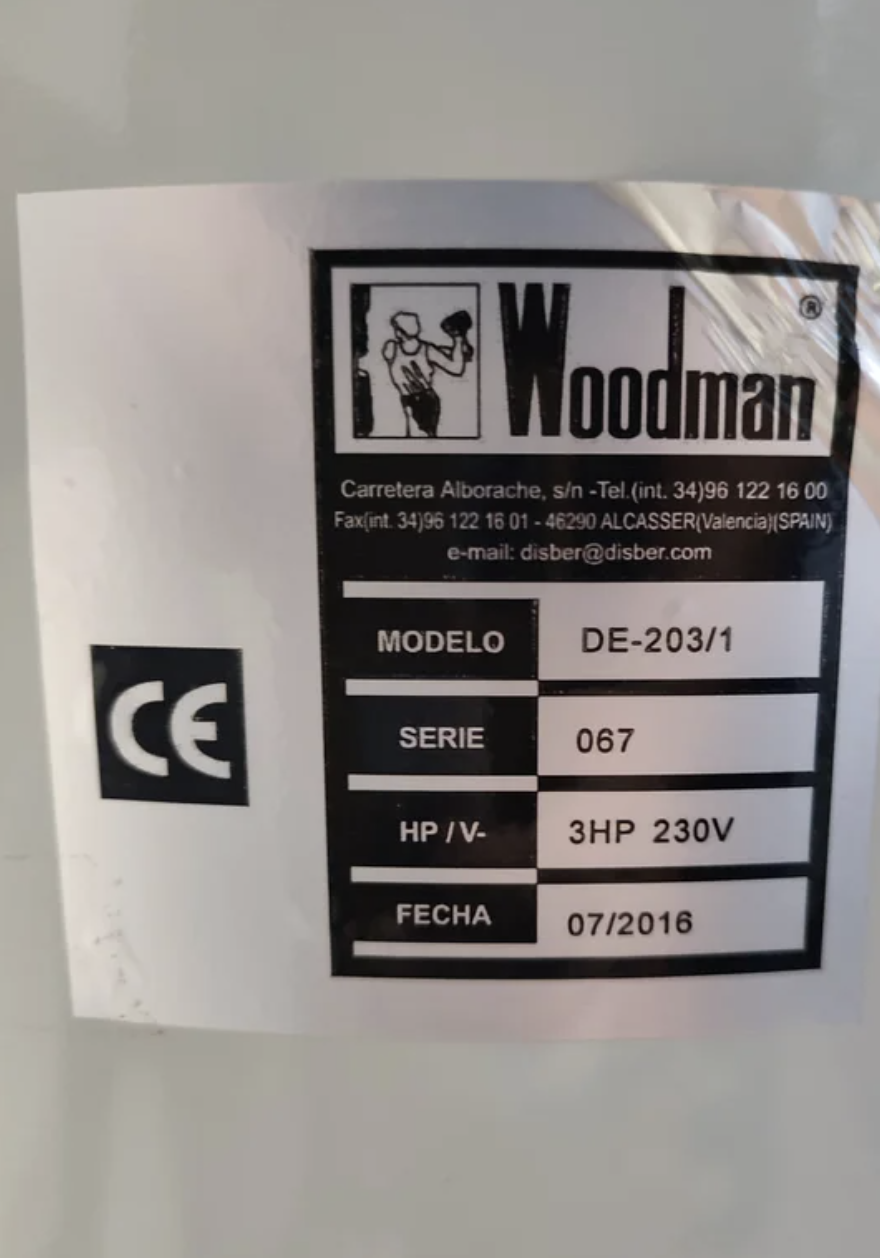 Woodman®
Carretera Alborache, s/n -Tel.(int. 34)96 122 16 00
Fax(int. 34)96 122 16 01 - 46290 ALCASSER(Valencia)(SPAIN)
e-mail: disber@disber.com
MODELO DE-203/1
CE
SERIE 067
HP / V- 3HP 230V
FECHA 07/2016